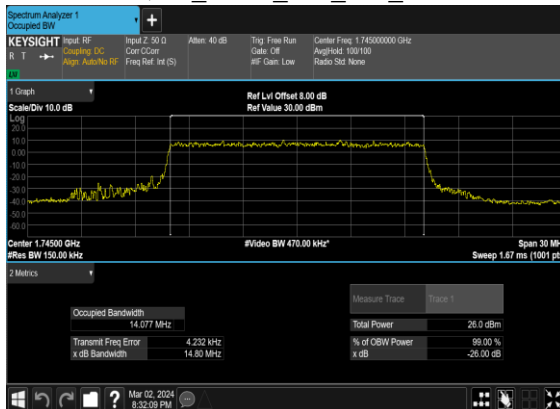 Spectrum Analyzer 1
Occupied BW
KEYSIGHT Input: RF Input Z: 50 Ω Atten: 40 dB Trig: Free Run Center Freq: 1.745000000 GHz
R T Coupling: DC Corr CCorr Gate: Off Avg|Hold: 100/100
Align: Auto/No RF Freq Ref: Int (S) #IF Gain: Low Radio Std: None
1 Graph
Ref Lvl Offset 8.00 dB
Scale/Div 10.0 dB Ref Value 30.00 dBm
Log
20.0
10.0
0.00
-10.0
-20.0
-30.0
-40.0
-50.0
-60.0
Center 1.74500 GHz #Video BW 470.00 kHz* Span 30 MH
#Res BW 150.00 kHz Sweep 1.67 ms (1001 pt
2 Metrics
Measure Trace Trace 1
Occupied Bandwidth
14.077 MHz Total Power 26.0 dBm
Transmit Freq Error 4.232 kHz % of OBW Power 99.00 %
x dB Bandwidth 14.80 MHz x dB -26.00 dB
Mar 02, 2024
8:32:09 PM